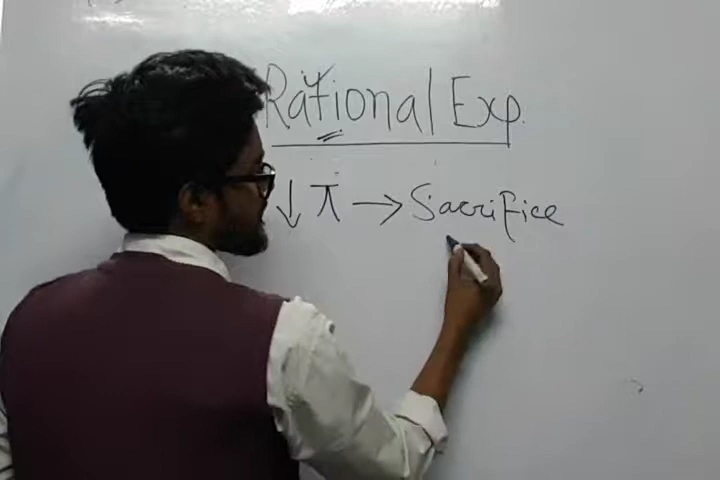 Rational Exp.
↓ π → Sacrifice